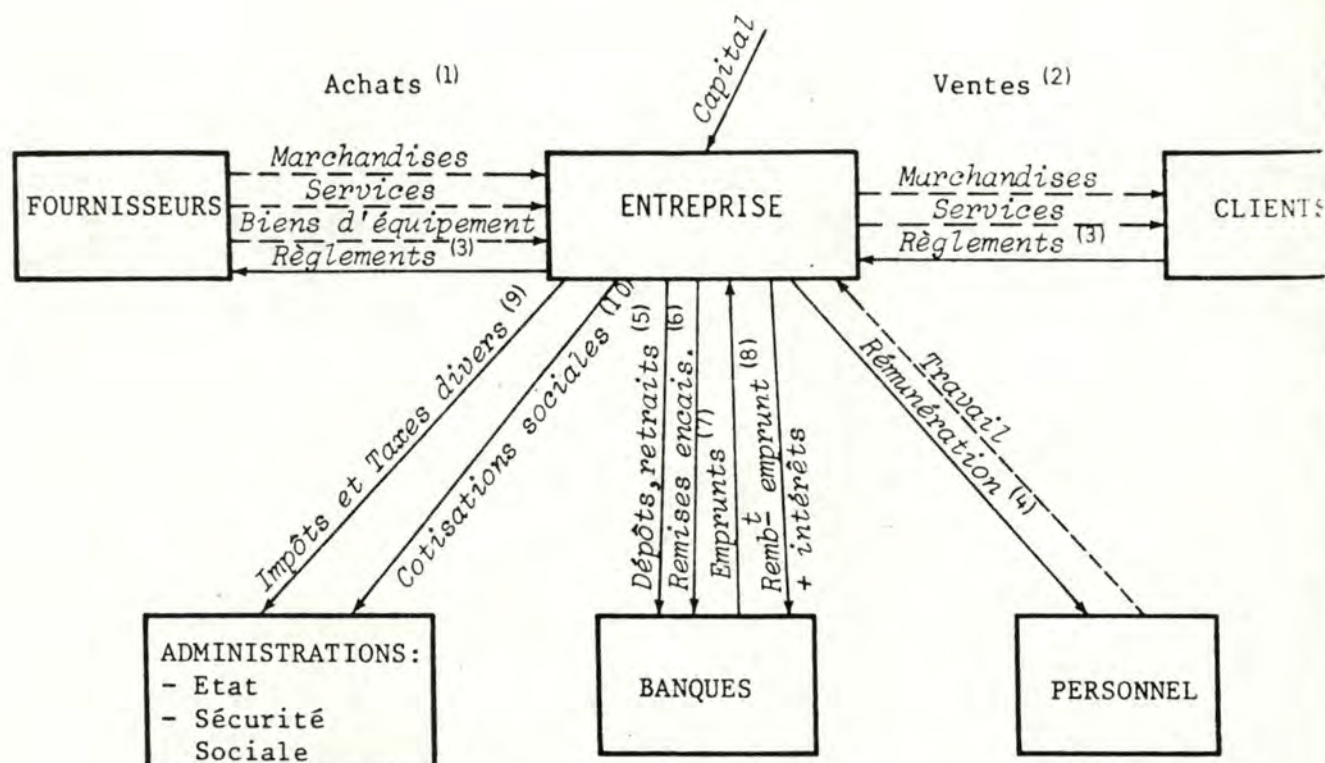 Capital
Achats (1)
Ventes (2)
FOURNISSEURS
Marchandises
Services
Biens d'équipement
Règlements (3)
ENTREPRISE
Marchandises
Services
Règlements (3)
CLIENTS
Impôts et Taxes divers (9)
Cotisations sociales (10)
Dépôts, retraits (5)
Remises encais. (6)
Emprunts (7)
Remb-t emprunt (8)
+ intérêts
Rémunération (4)
Travail
ADMINISTRATIONS:
- Etat
- Sécurité
Sociale
BANQUES
PERSONNEL